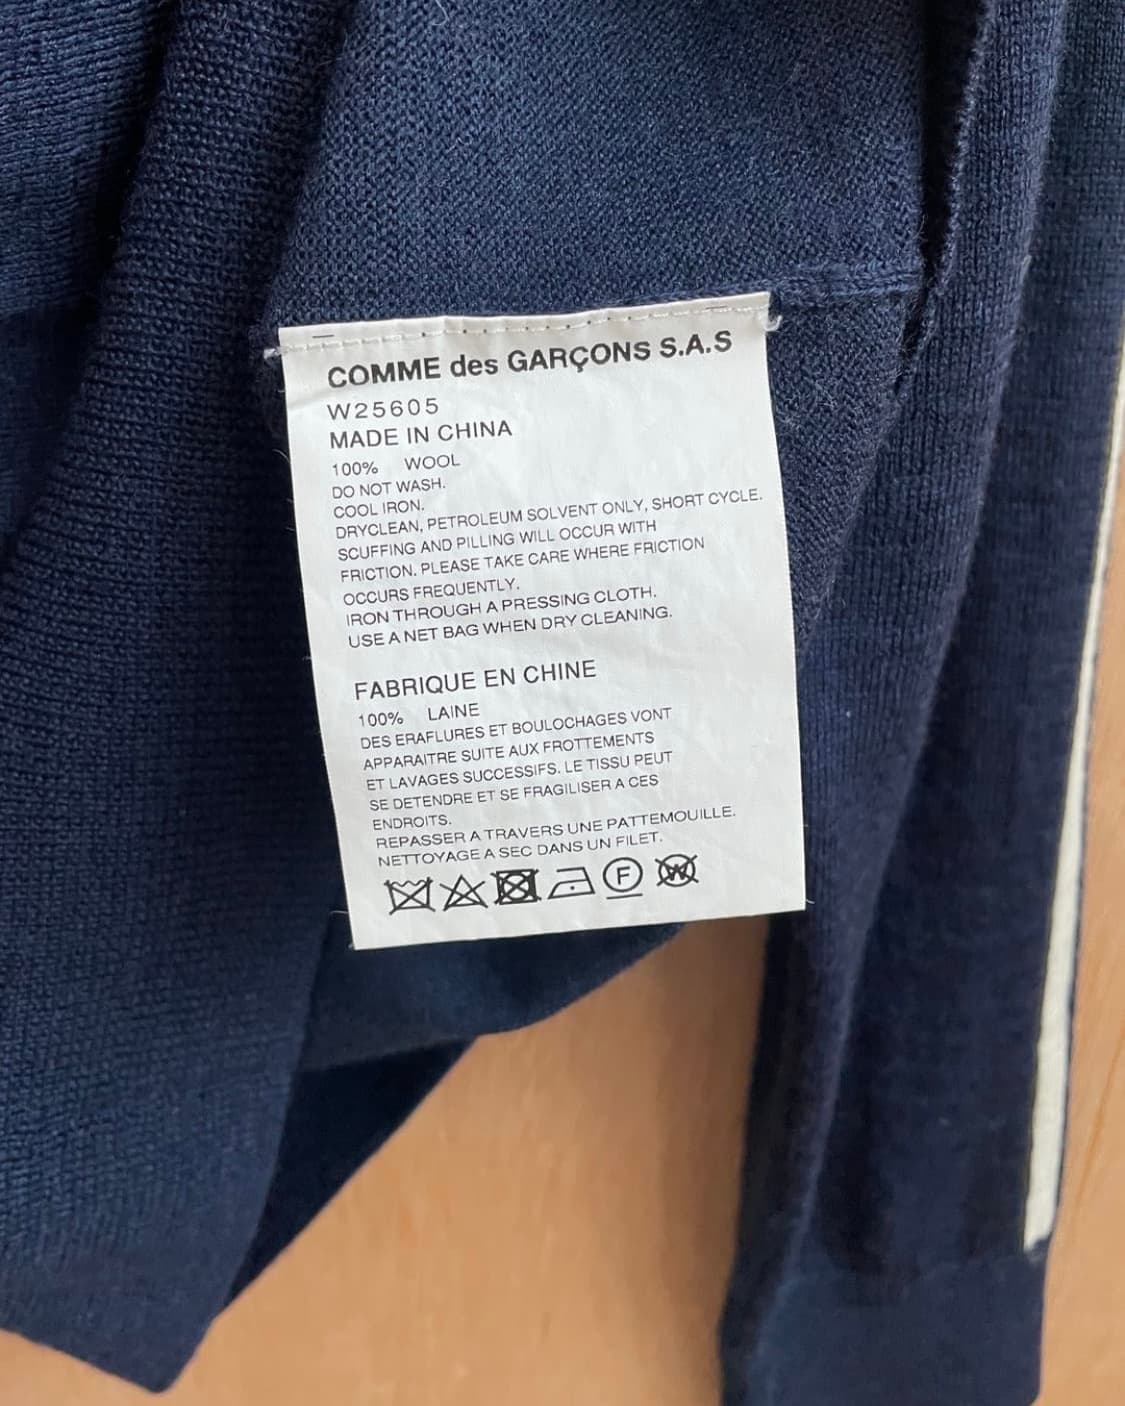 COMME des GARÇONS S.A.S
W25605
MADE IN CHINA
100% WOOL
DO NOT WASH.
COOL IRON.
DRYCLEAN, PETROLEUM SOLVENT ONLY, SHORT CYCLE.
SCUFFING AND PILLING WILL OCCUR WITH
FRICTION. PLEASE TAKE CARE WHERE FRICTION
OCCURS FREQUENTLY.
IRON THROUGH A PRESSING CLOTH.
USE A NET BAG WHEN DRY CLEANING.
FABRIQUE EN CHINE
100% LAINE
DES ERAFLURES ET BOULOCHAGES VONT
APPARAITRE SUITE AUX FROTTEMENTS
ET LAVAGES SUCCESSIFS. LE TISSU PEUT
SE DETENDRE ET SE FRAGILISER A CES
ENDROITS.
REPASSER A TRAVERS UNE PATTEMOUILLE.
NETTOYAGE A SEC DANS UN FILET.
F W